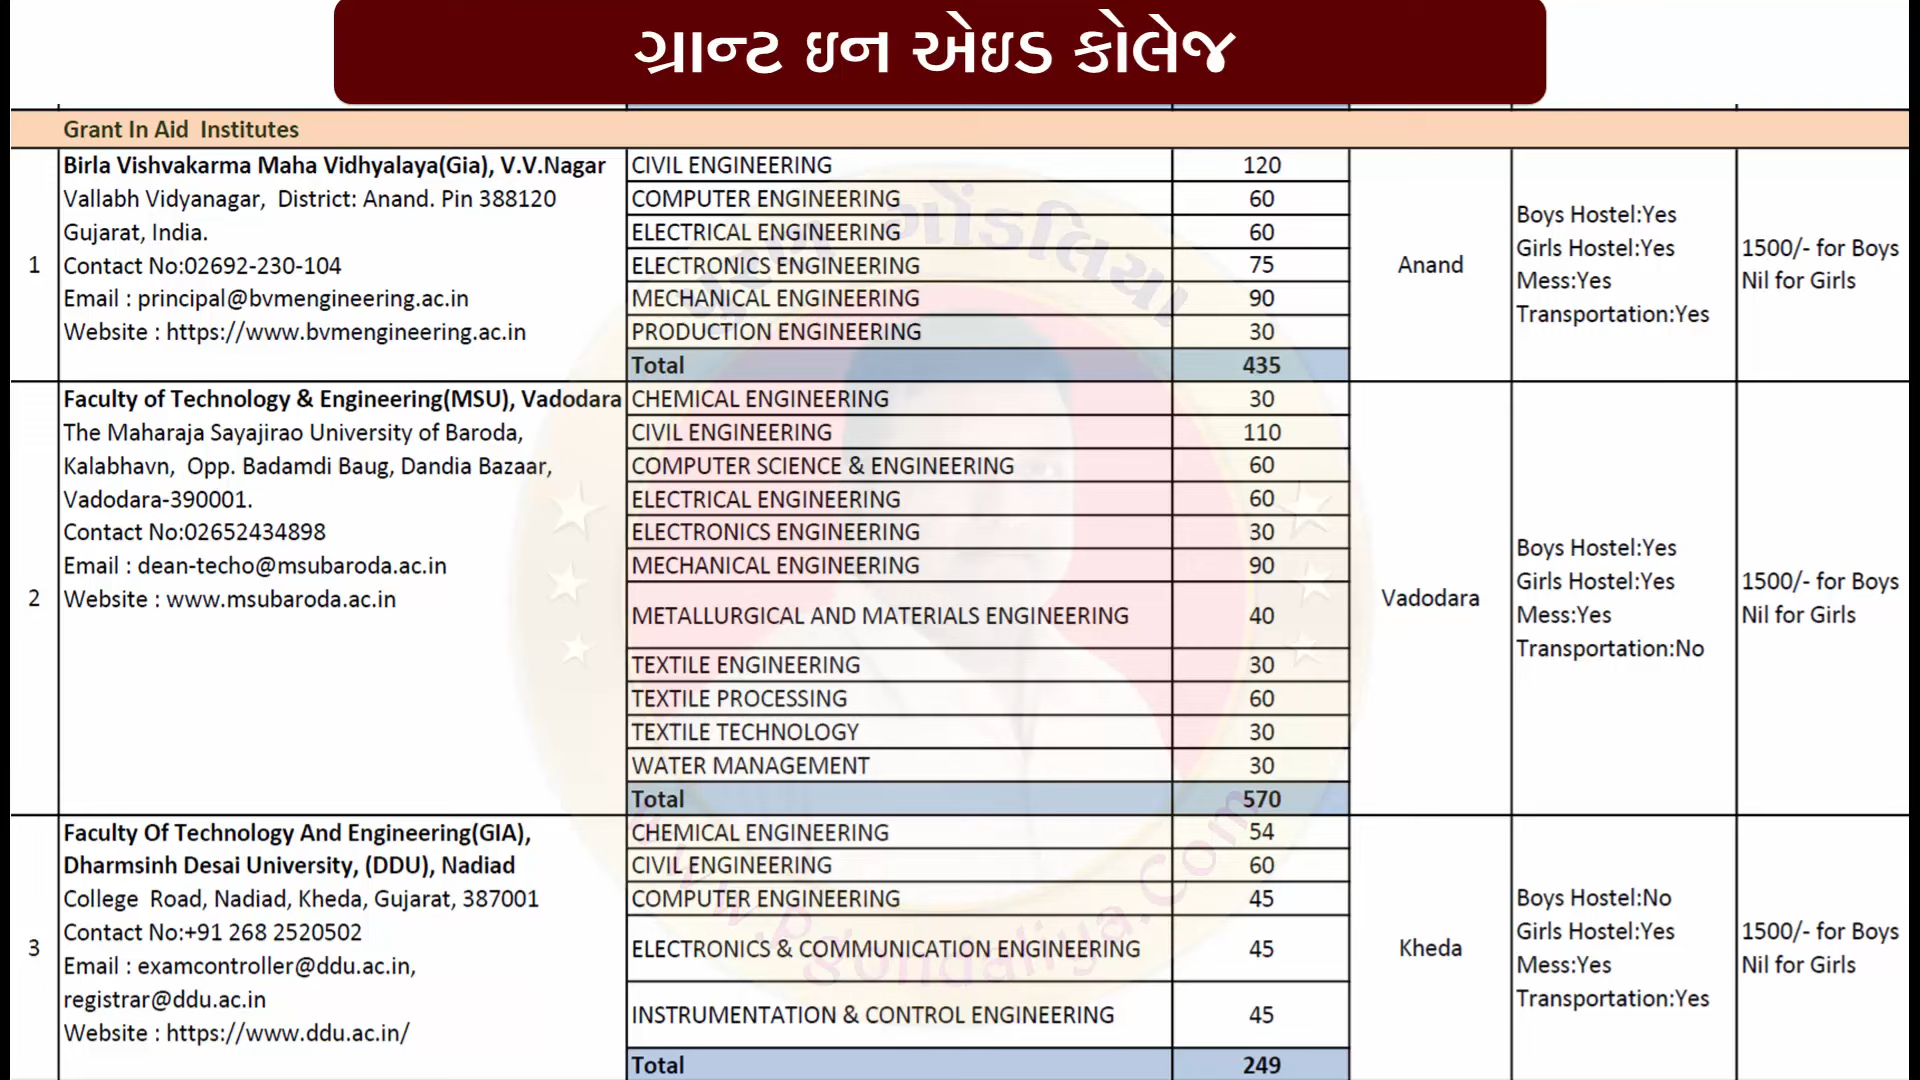 ગ્રાન્ટ ઇન એઇડ કોલેજ
Grant In Aid Institutes
1
Birla Vishvakarma Maha Vidhyalaya(Gia), V.V.Nagar
Vallabh Vidyanagar, District: Anand. Pin 388120
Gujarat, India.
Contact No:02692-230-104
Email : principal@bvmengineering.ac.in
Website : https://www.bvmengineering.ac.in
CIVIL ENGINEERING 120
COMPUTER ENGINEERING 60
ELECTRICAL ENGINEERING 60
ELECTRONICS ENGINEERING 75
MECHANICAL ENGINEERING 90
PRODUCTION ENGINEERING 30
Total 435
Anand
Boys Hostel:Yes
Girls Hostel:Yes
Mess:Yes
Transportation:Yes
1500/- for Boys
Nil for Girls
2
Faculty of Technology & Engineering(MSU), Vadodara
The Maharaja Sayajirao University of Baroda,
Kalabhavn, Opp. Badamdi Baug, Dandia Bazaar,
Vadodara-390001.
Contact No:02652434898
Email : dean-techo@msubaroda.ac.in
Website : www.msubaroda.ac.in
CHEMICAL ENGINEERING 30
CIVIL ENGINEERING 110
COMPUTER SCIENCE & ENGINEERING 60
ELECTRICAL ENGINEERING 60
ELECTRONICS ENGINEERING 30
MECHANICAL ENGINEERING 90
METALLURGICAL AND MATERIALS ENGINEERING 40
TEXTILE ENGINEERING 30
TEXTILE PROCESSING 60
TEXTILE TECHNOLOGY 30
WATER MANAGEMENT 30
Total 570
Vadodara
Boys Hostel:Yes
Girls Hostel:Yes
Mess:Yes
Transportation:No
1500/- for Boys
Nil for Girls
3
Faculty Of Technology And Engineering(GIA),
Dharmsinh Desai University, (DDU), Nadiad
College Road, Nadiad, Kheda, Gujarat, 387001
Contact No:+91 268 2520502
Email : examcontroller@ddu.ac.in,
registrar@ddu.ac.in
Website : https://www.ddu.ac.in/
CHEMICAL ENGINEERING 54
CIVIL ENGINEERING 60
COMPUTER ENGINEERING 45
ELECTRONICS & COMMUNICATION ENGINEERING 45
INSTRUMENTATION & CONTROL ENGINEERING 45
Total 249
Kheda
Boys Hostel:No
Girls Hostel:Yes
Mess:Yes
Transportation:Yes
1500/- for Boys
Nil for Girls